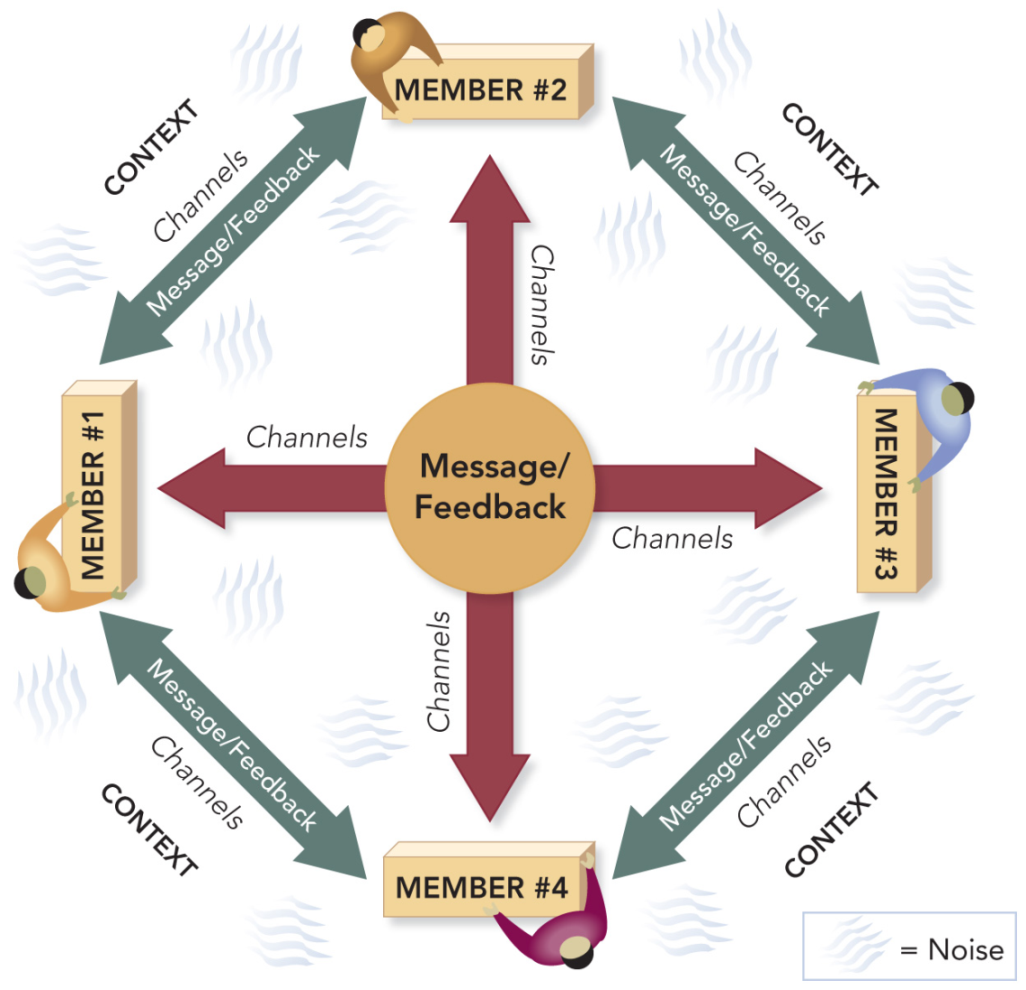 MEMBER #2
CONTEXT
Channels
Message/Feedback
CONTEXT
Channels
Message/Feedback
Channels
MEMBER #1
Channels
Message/
Feedback
Channels
MEMBER #3
Channels
Message/Feedback
Channels
CONTEXT
Message/Feedback
Channels
CONTEXT
MEMBER #4
= Noise